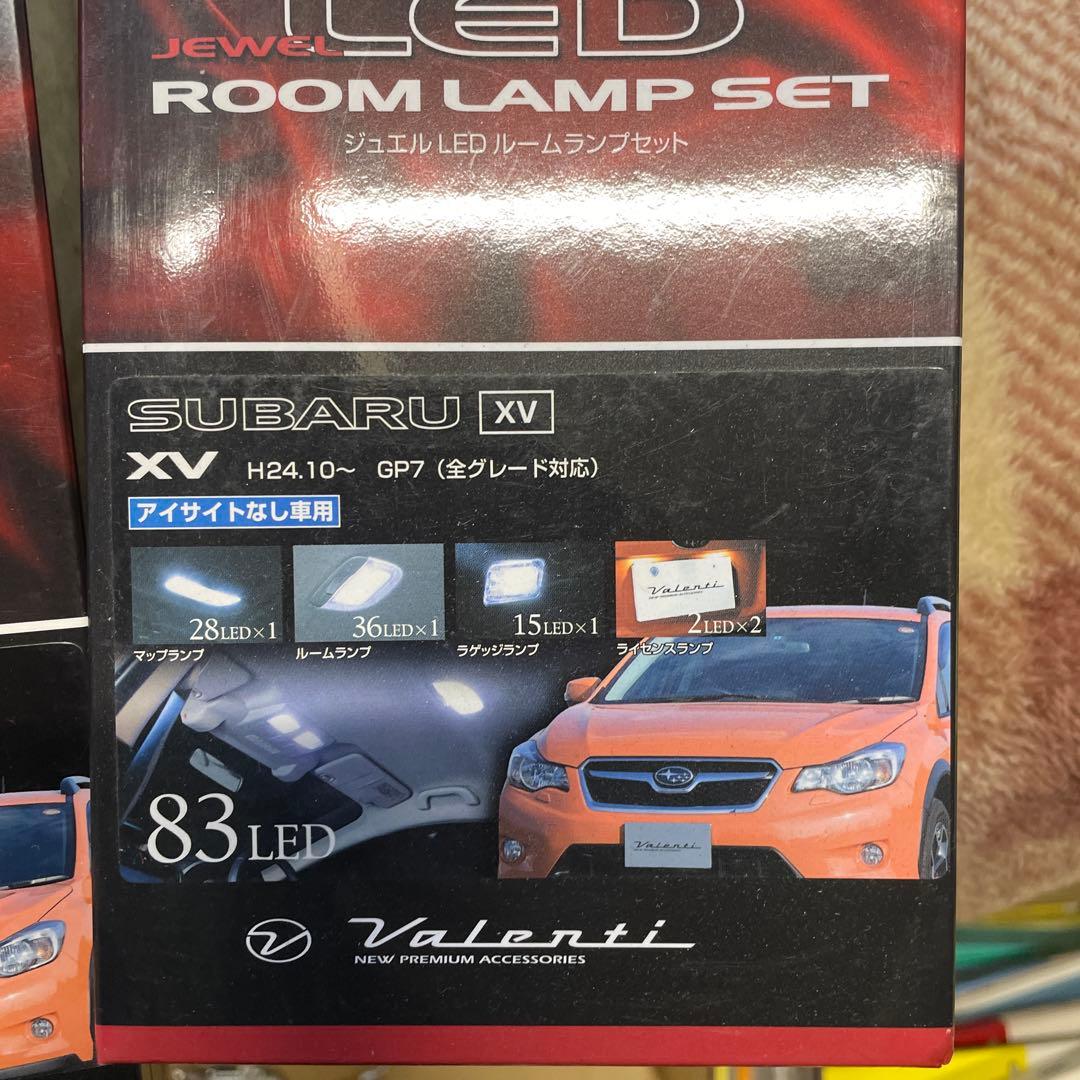 LED
JEWEL
ROOM LAMP SET
ジュエル LED ルームランプセット
SUBARU XV
XV H24.10～ GP7（全グレード対応）
アイサイトなし車用
28LED×1 36LED×1 15LED×1 2LED×2
マップランプ ルームランプ ラゲッジランプ ライセンスランプ
Valenti
83LED
Valenti
Valenti
NEW PREMIUM ACCESSORIES